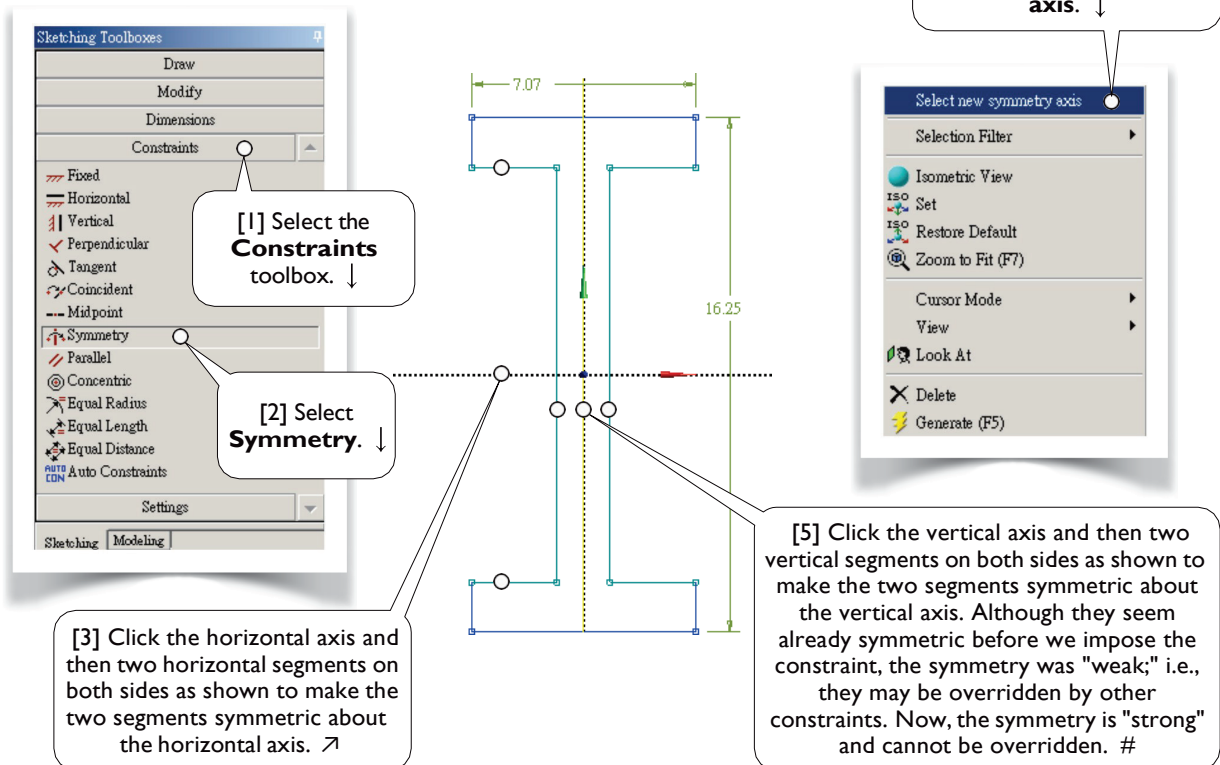 axis. ↓
Sketching Toolboxes
Draw
Modify
Dimensions
Constraints
Fixed
Horizontal
Vertical
Perpendicular
Tangent
Coincident
Midpoint
Symmetry
Parallel
Concentric
Equal Radius
Equal Length
Equal Distance
AUTO CON Auto Constraints
Settings
Sketching Modeling
[1] Select the
Constraints
toolbox. ↓
[2] Select
Symmetry. ↓
7.07
16.25
Select new symmetry axis
Selection Filter
Isometric View
ISO Set
ISO Restore Default
Zoom to Fit (F7)
Cursor Mode
View
Look At
Delete
Generate (F5)
[3] Click the horizontal axis and
then two horizontal segments on
both sides as shown to make the
two segments symmetric about
the horizontal axis. ↗
[5] Click the vertical axis and then two
vertical segments on both sides as shown to
make the two segments symmetric about
the vertical axis. Although they seem
already symmetric before we impose the
constraint, the symmetry was "weak;" i.e.,
they may be overridden by other
constraints. Now, the symmetry is "strong"
and cannot be overridden. #